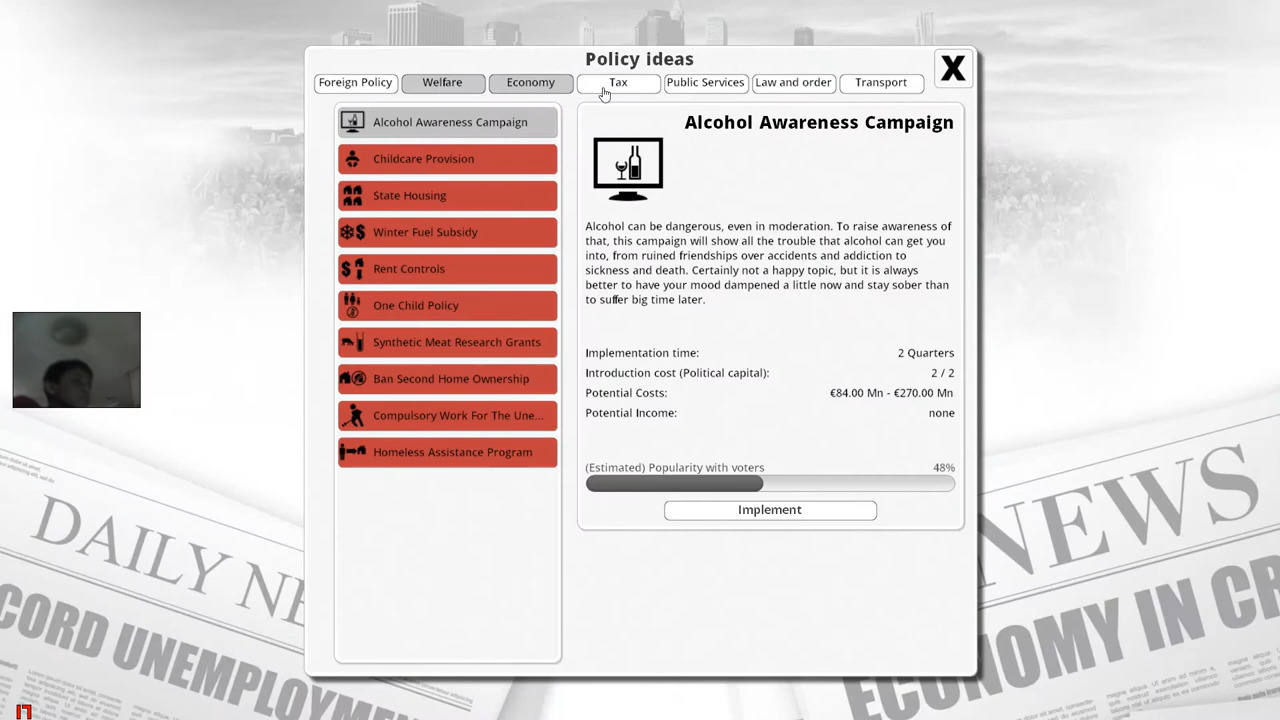 Policy ideas
X
Foreign Policy
Welfare
Economy
Tax
Public Services
Law and order
Transport
Alcohol Awareness Campaign
Childcare Provision
State Housing
Winter Fuel Subsidy
Rent Controls
One Child Policy
Synthetic Meat Research Grants
Ban Second Home Ownership
Compulsory Work For The Une...
Homeless Assistance Program
Alcohol Awareness Campaign
Alcohol can be dangerous, even in moderation. To raise awareness of
that, this campaign will show all the trouble that alcohol can get you
into, from ruined friendships over accidents and addiction to
sickness and death. Certainly not a happy topic, but it is always
better to have your mood dampened a little now and stay sober than
to suffer big time later.
Implementation time: 2 Quarters
Introduction cost (Political capital): 2 / 2
Potential Costs: €84.00 Mn - €270.00 Mn
Potential Income: none
(Estimated) Popularity with voters 48%
Implement
DAILY NE
CORD UNEMPLOYM
NEWS
ECONOMY IN CR